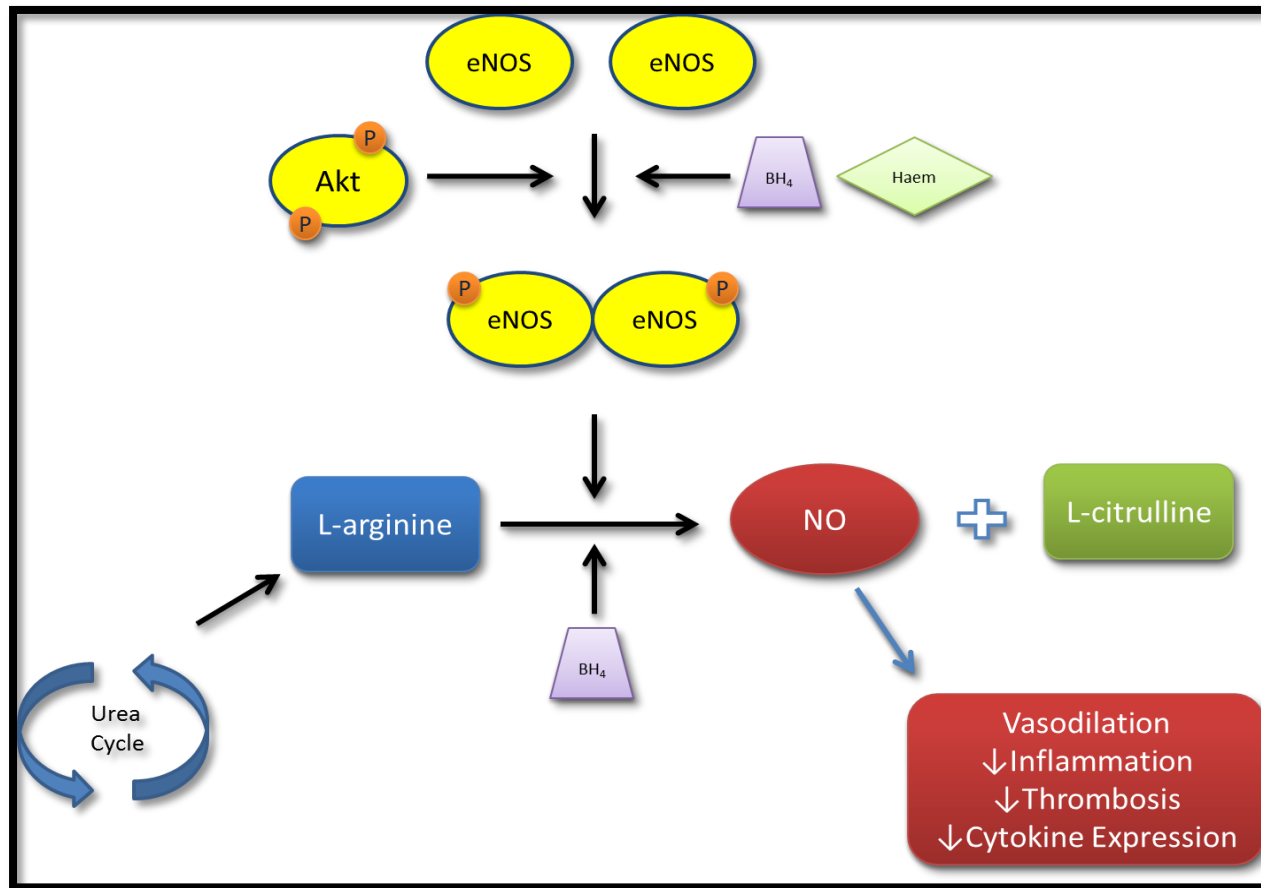 eNOS
eNOS
P
Akt
P
BH₄
Haem
P
eNOS
eNOS
P
L-arginine
NO
L-citrulline
BH₄
Urea
Cycle
Vasodilation
↓Inflammation
↓Thrombosis
↓Cytokine Expression